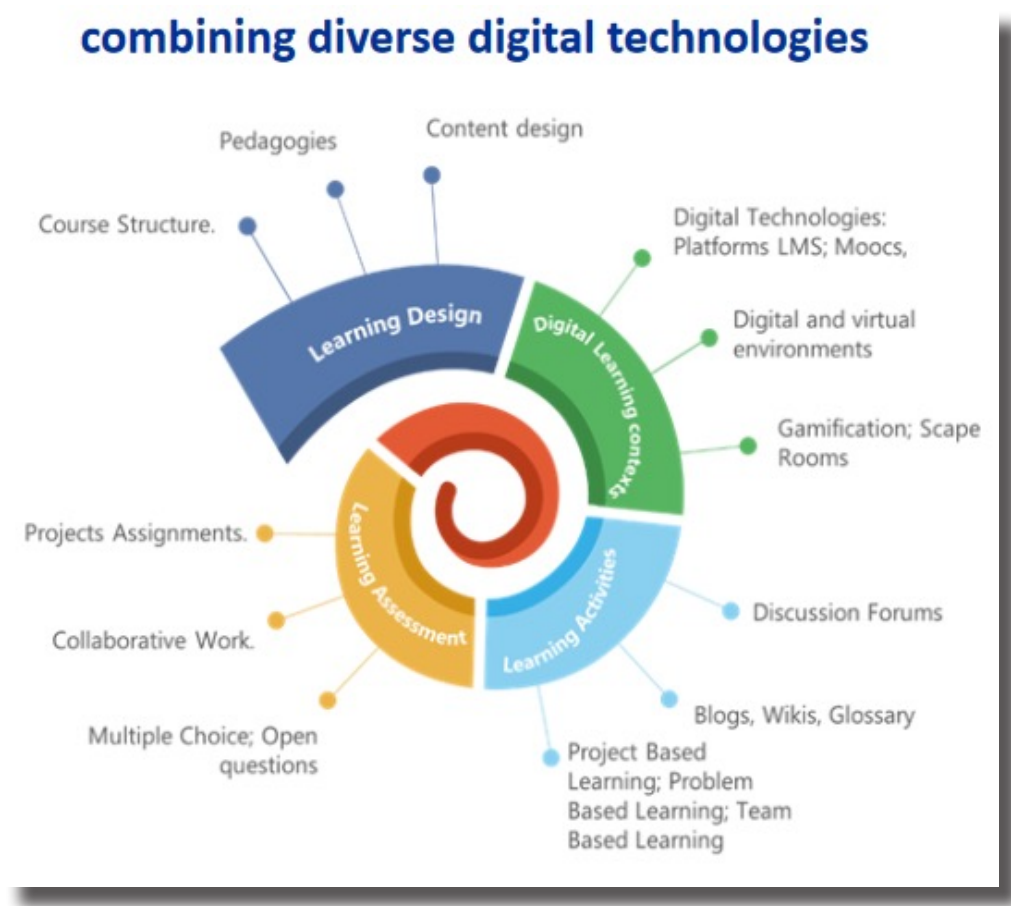 combining diverse digital technologies
Pedagogies
Content design
Course Structure.
Digital Technologies:
Platforms LMS; Moocs,
Learning Design
Digital Learning contexts
Digital and virtual
environments
Gamification; Scape
Rooms
Projects Assignments.
Learning Assessment
Learning Activities
Collaborative Work.
Discussion Forums
Multiple Choice; Open
questions
Blogs, Wikis, Glossary
Project Based
Learning; Problem
Based Learning; Team
Based Learning